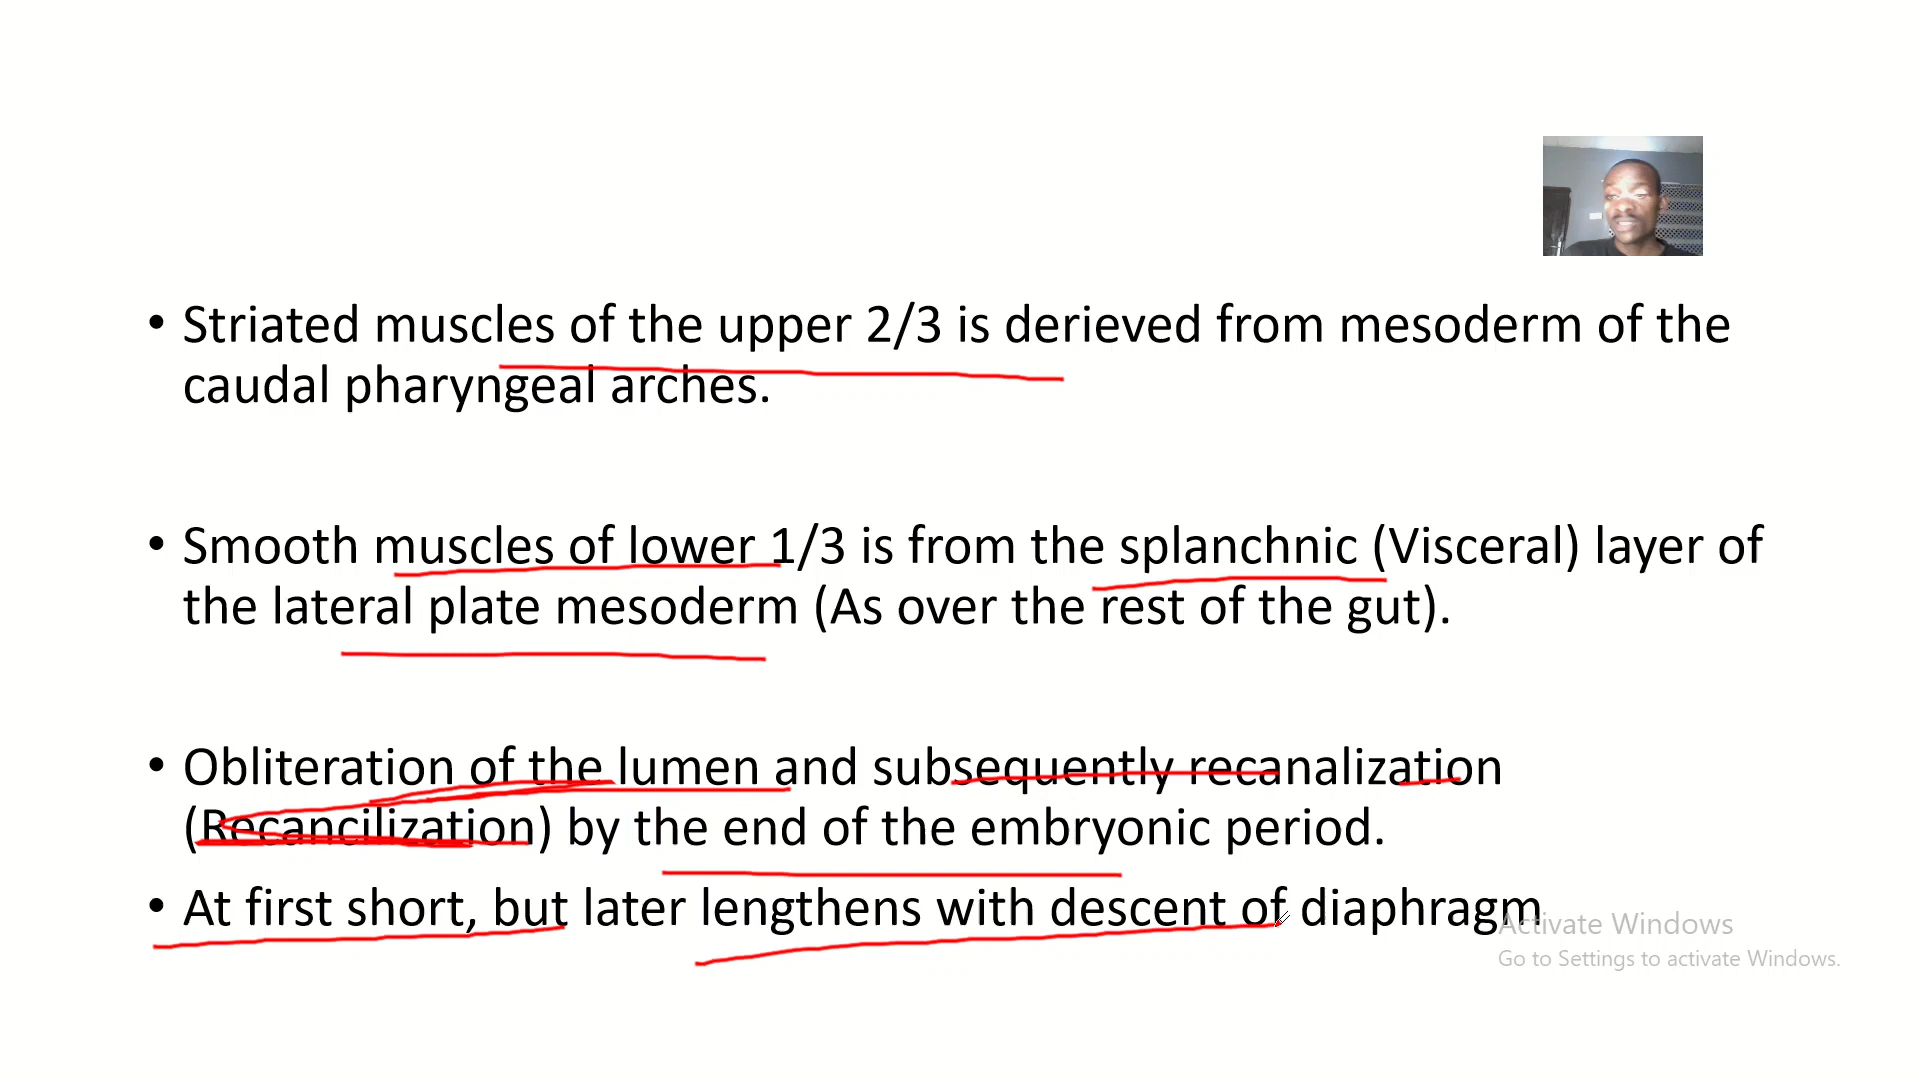 • Striated muscles of the upper 2/3 is derieved from mesoderm of the
caudal pharyngeal arches.
• Smooth muscles of lower 1/3 is from the splanchnic (Visceral) layer of
the lateral plate mesoderm (As over the rest of the gut).
• Obliteration of the lumen and subsequently recanalization
(Recancilization) by the end of the embryonic period.
• At first short, but later lengthens with descent of diaphragm
Activate Windows
Go to Settings to activate Windows.